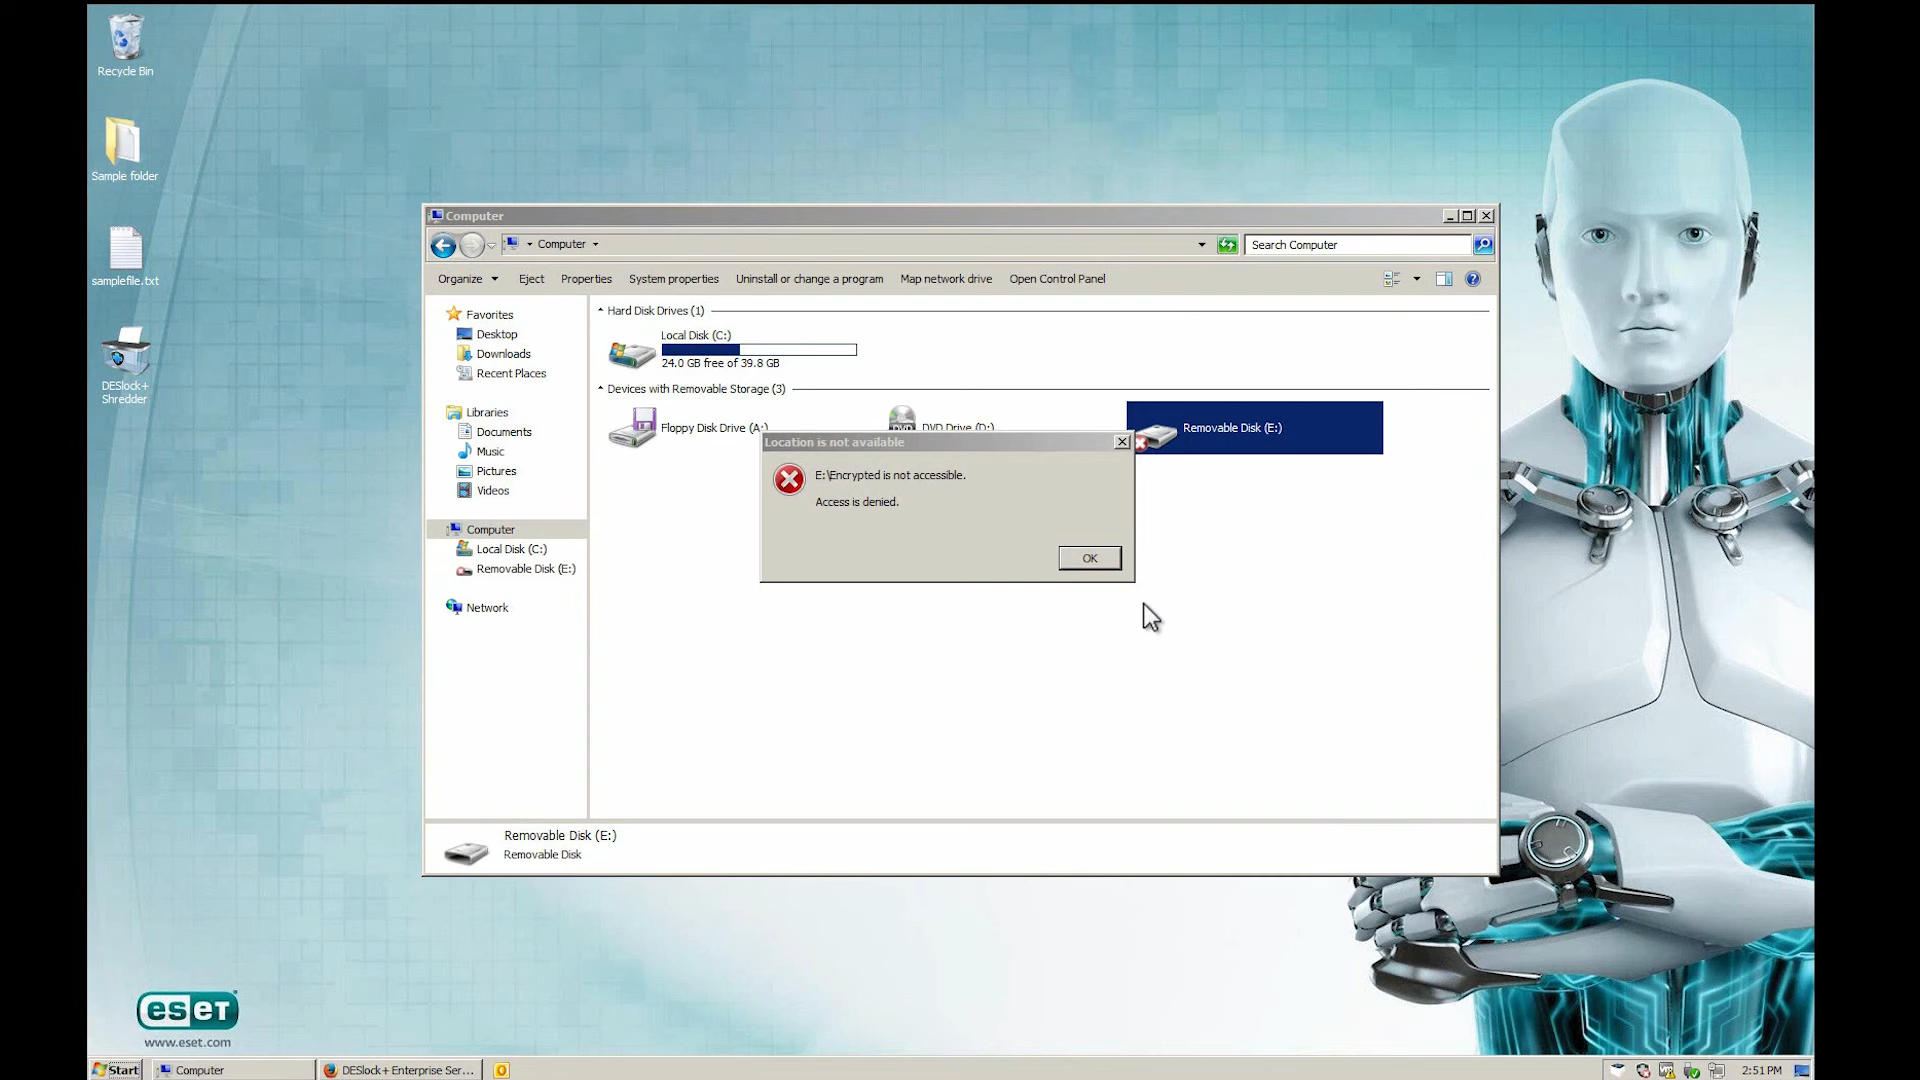 Recycle Bin
Sample folder
samplefile.txt
DESlock+
Shredder
Computer
Computer
Search Computer
Organize
Eject
Properties
System properties
Uninstall or change a program
Map network drive
Open Control Panel
Favorites
Desktop
Downloads
Recent Places
Libraries
Documents
Music
Pictures
Videos
Computer
Local Disk (C:)
Removable Disk (E:)
Network
Hard Disk Drives (1)
Local Disk (C:)
24.0 GB free of 39.8 GB
Devices with Removable Storage (3)
Floppy Disk Drive (A:)
DVD Drive (D:)
Removable Disk (E:)
Location is not available
E:\Encrypted is not accessible.
Access is denied.
OK
Removable Disk (E:)
Removable Disk
eset
www.eset.com
Start
Computer
DESlock+ Enterprise Ser...
2:51 PM